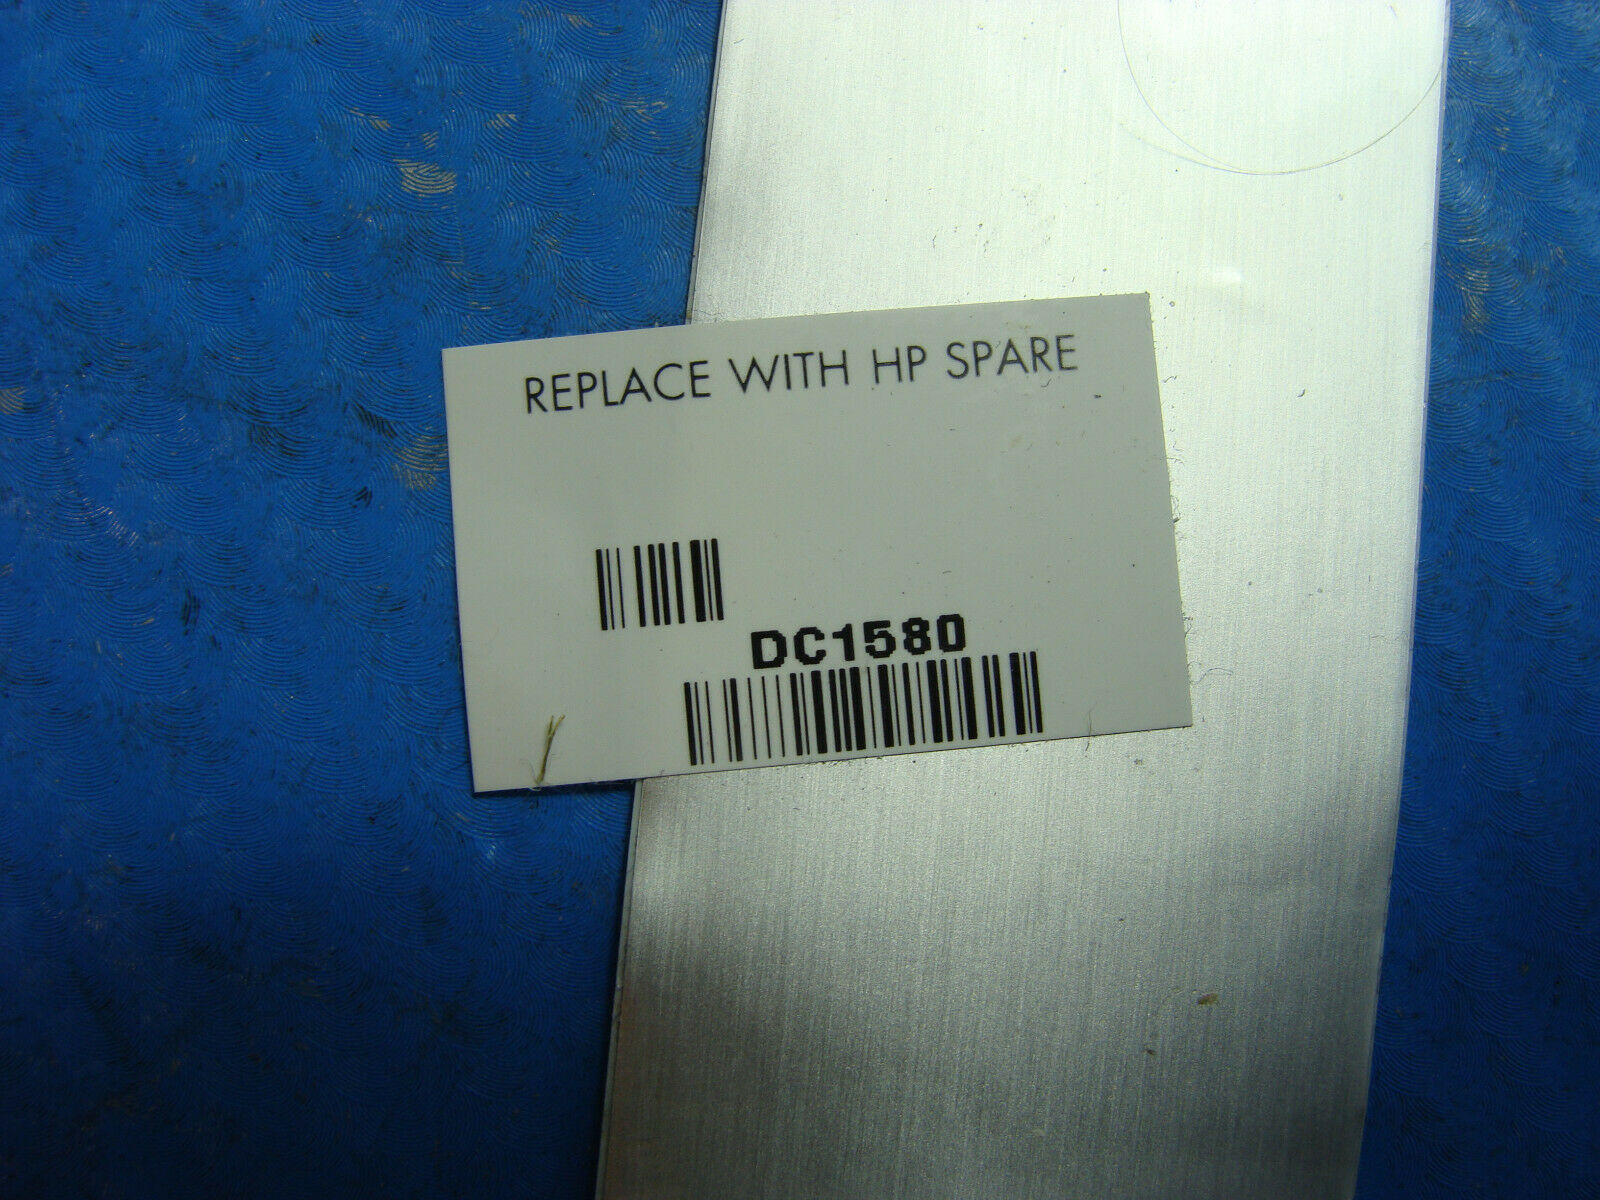 REPLACE WITH HP SPARE
DC1580